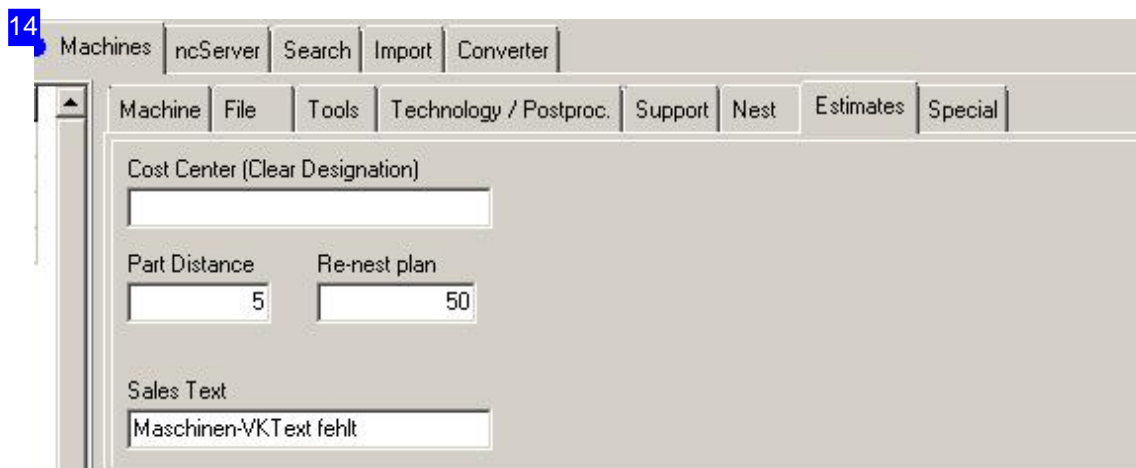 14
Machines ncServer Search Import Converter
Machine File Tools Technology / Postproc. Support Nest Estimates Special
Cost Center (Clear Designation)
Part Distance Re-nest plan
5 50
Sales Text
Maschinen-VKText fehlt